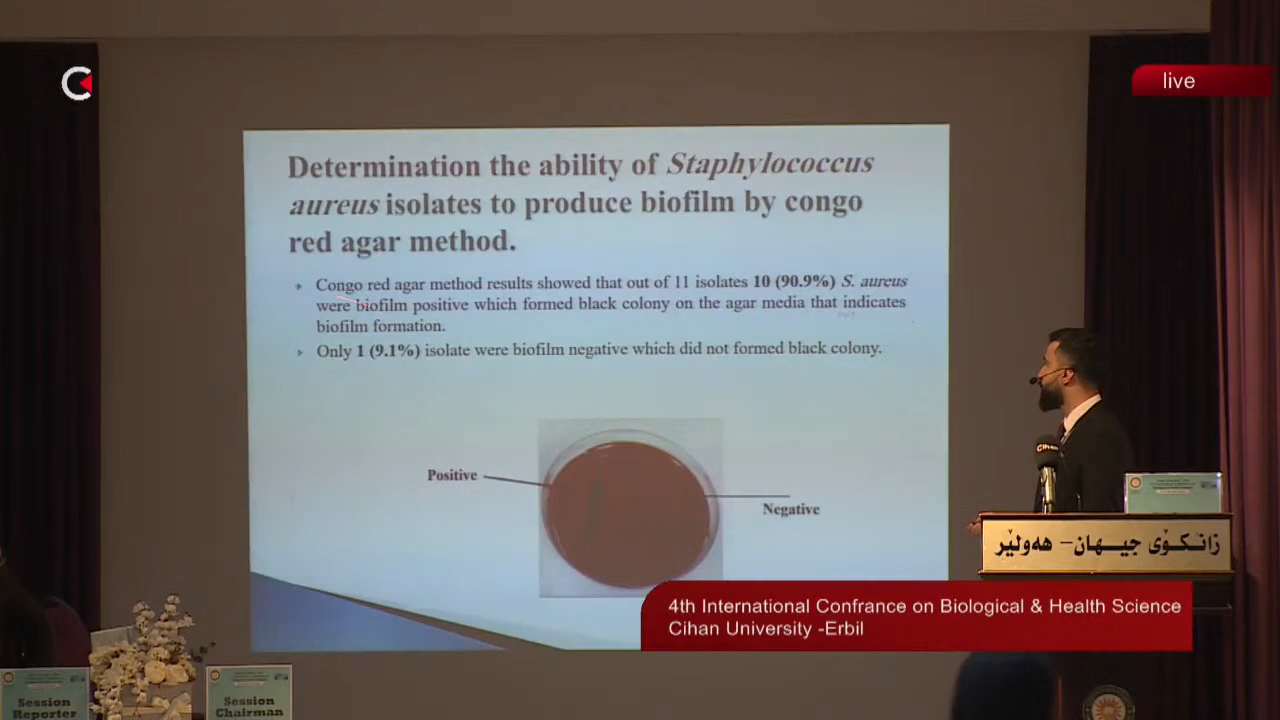 live
Determination the ability of Staphylococcus
aureus isolates to produce biofilm by congo
red agar method.
Congo red agar method results showed that out of 11 isolates 10 (90.9%) S. aureus
were biofilm positive which formed black colony on the agar media that indicates
biofilm formation.
Only 1 (9.1%) isolate were biofilm negative which did not formed black colony.
Positive
Negative
Cihan
زانکۆی جیهان - هەولێر
4th International Confrance on Biological & Health Science
Cihan University -Erbil
Session
Reporter
Session
Chairman